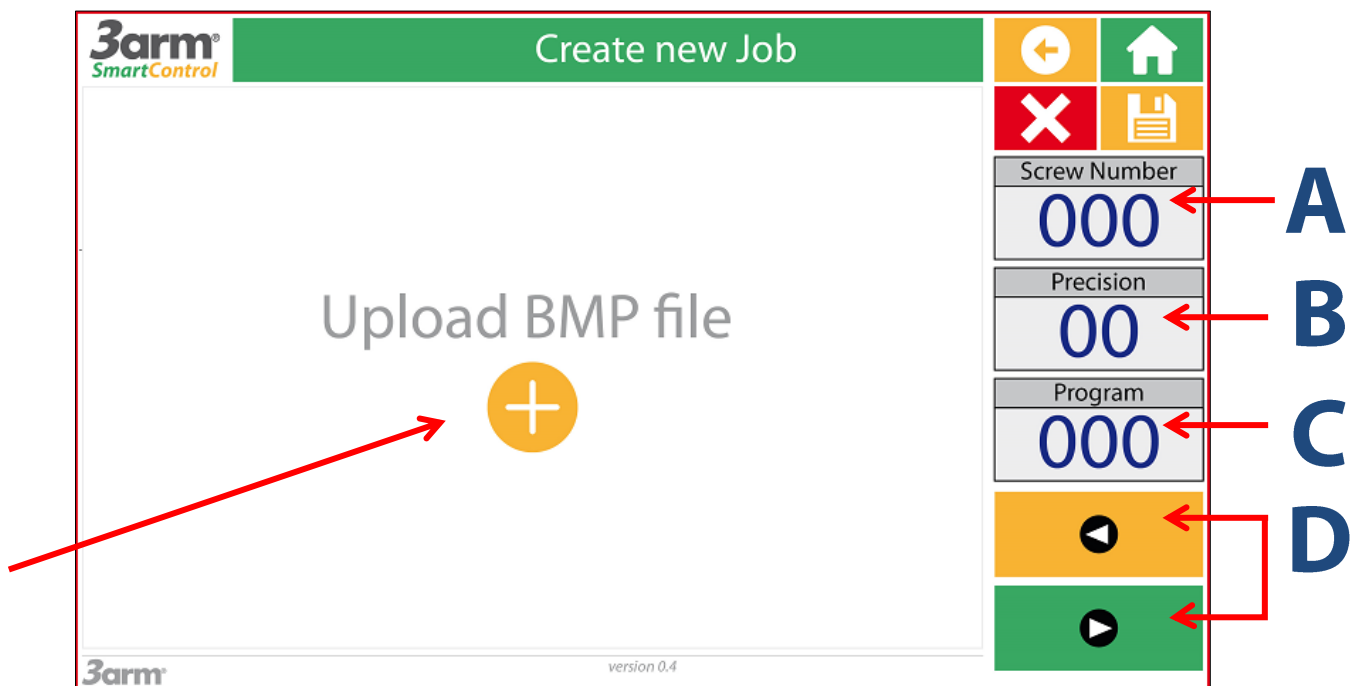 3arm®
SmartControl
Create new Job
Screw Number
000
A
Precision
00
B
Upload BMP file
Program
000
C
D
3arm®
version 0.4